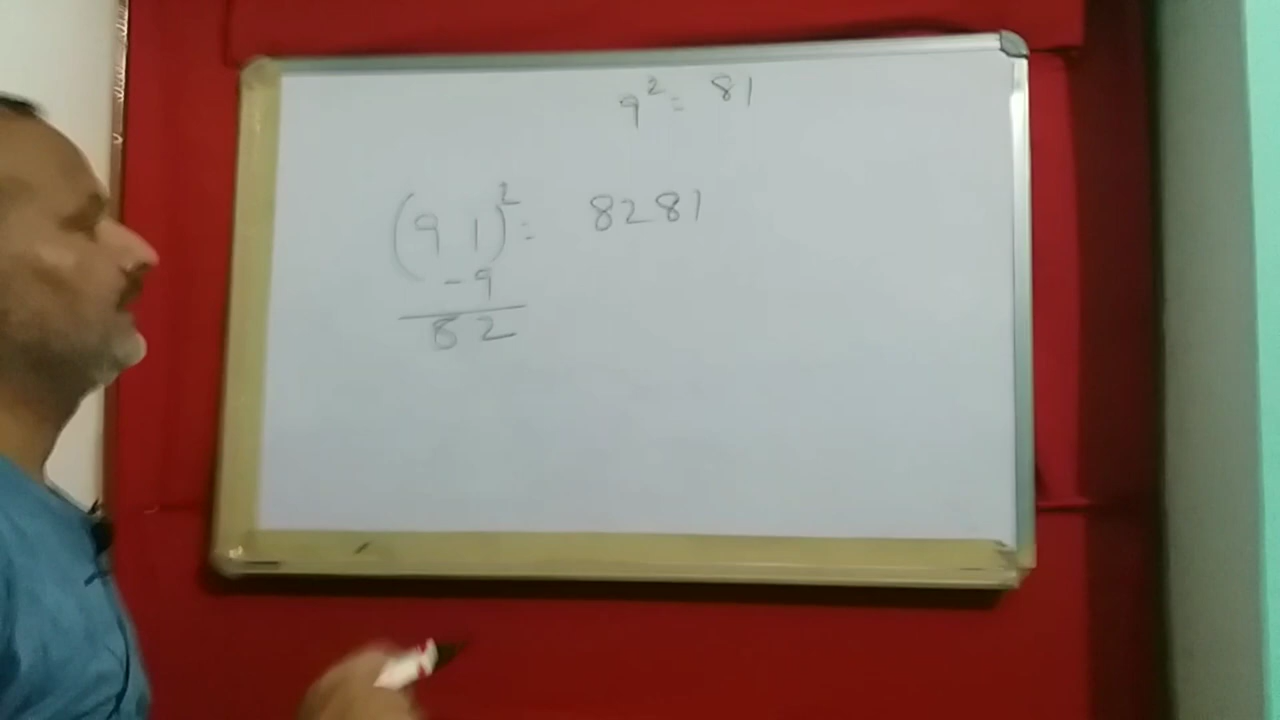 9² = 81
(91)² = 8281
-9
82